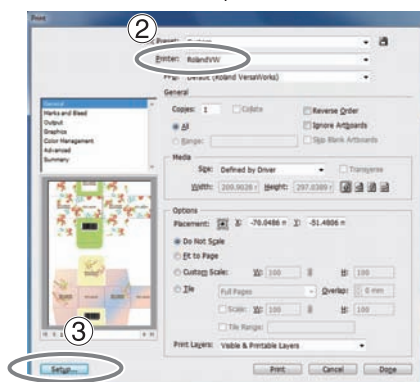 ②
Print
Preset: Custom
Printer: RolandVW
PPD: Default (Roland VersaWorks)
General
Marks and Bleed
Output
Graphics
Color Management
Advanced
Summary
General
Copies: 1 Collate Reverse Order
All Ignore Artboards
Range: Skip Blank Artboards
Media
Size: Defined by Driver Transverse
Width: 209.9028 Height: 297.0389
Options
Placement: X: -70.0486 Y: -51.4806
Do Not Scale
Fit to Page
Custom Scale: W: 100 H: 100
Tile Full Pages Overlap: 0 mm
Scale: W: 100 H: 100
Tile Range:
Print Layers: Visible & Printable Layers
③
Setup... Print Cancel Done